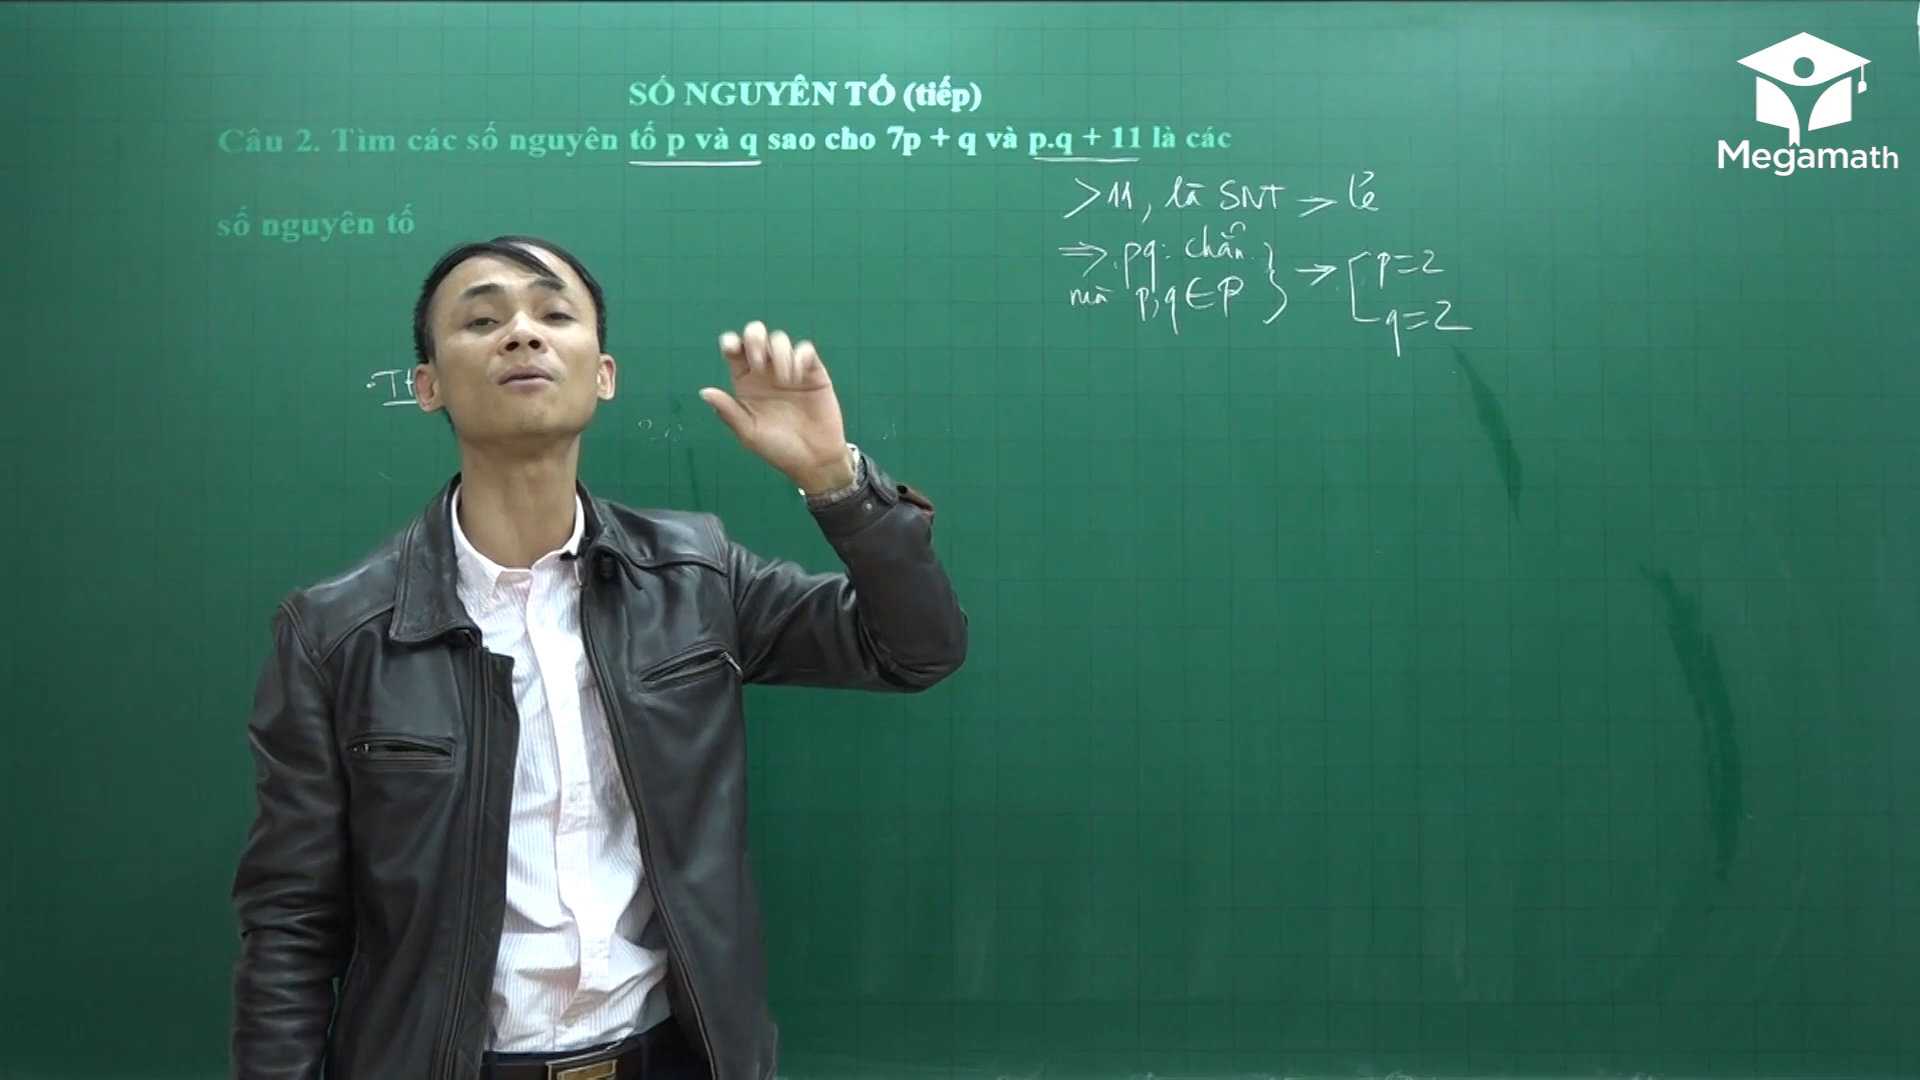 SỐ NGUYÊN TỐ (tiếp)
Câu 2. Tìm các số nguyên tố p và q sao cho 7p + q và p.q + 11 là các
số nguyên tố
> 11, là SNT → lẻ
⇒ pq: chẵn
mà p,q ∈ P } → [ p=2
q=2
TH
Megamath